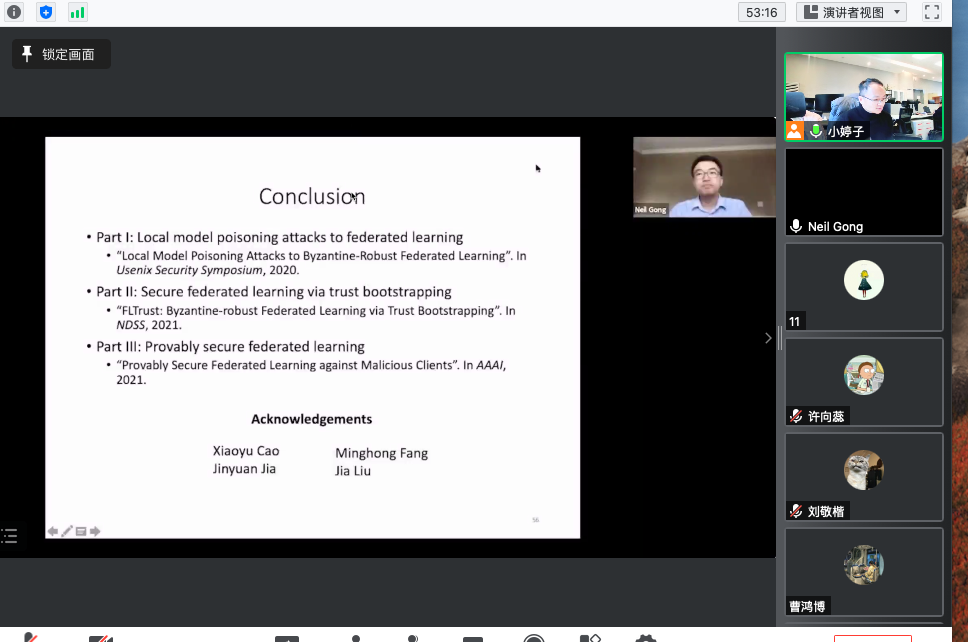 53:16
演讲者视图
锁定画面
小婷子
Neil Gong
Neil Gong
11
许向蕊
刘敬楷
曹鸿博
Conclusion
• Part I: Local model poisoning attacks to federated learning
• “Local Model Poisoning Attacks to Byzantine-Robust Federated Learning”. In
Usenix Security Symposium, 2020.
• Part II: Secure federated learning via trust bootstrapping
• “FLTrust: Byzantine-robust Federated Learning via Trust Bootstrapping”. In
NDSS, 2021.
• Part III: Provably secure federated learning
• “Provably Secure Federated Learning against Malicious Clients”. In AAAI,
2021.
Acknowledgements
Xiaoyu Cao
Minghong Fang
Jinyuan Jia
Jia Liu
56